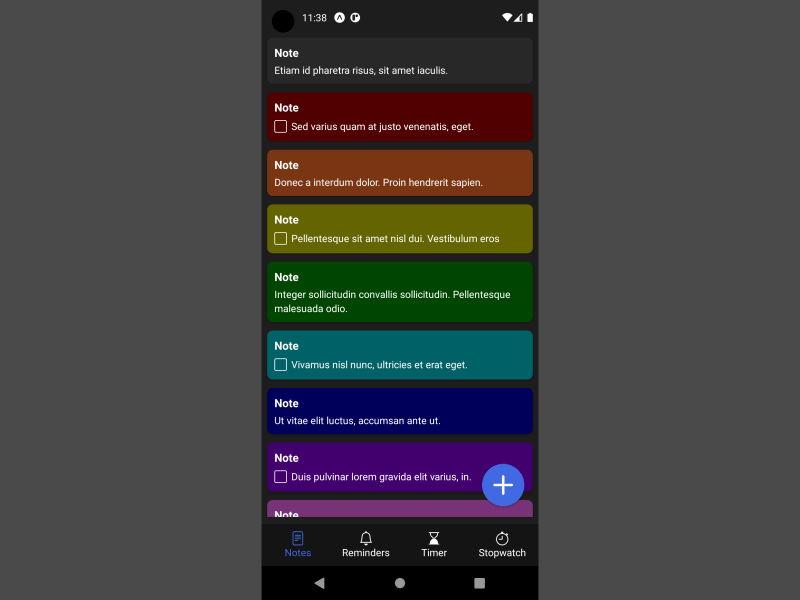 11:38
Note
Etiam id pharetra risus, sit amet iaculis.
Note
Sed varius quam at justo venenatis, eget.
Note
Donec a interdum dolor. Proin hendrerit sapien.
Note
Pellentesque sit amet nisl dui. Vestibulum eros
Note
Integer sollicitudin convallis sollicitudin. Pellentesque
malesuada odio.
Note
Vivamus nisl nunc, ultricies et erat eget.
Note
Ut vitae elit luctus, accumsan ante ut.
Note
Duis pulvinar lorem gravida elit varius, in.
Note
Notes Reminders Timer Stopwatch